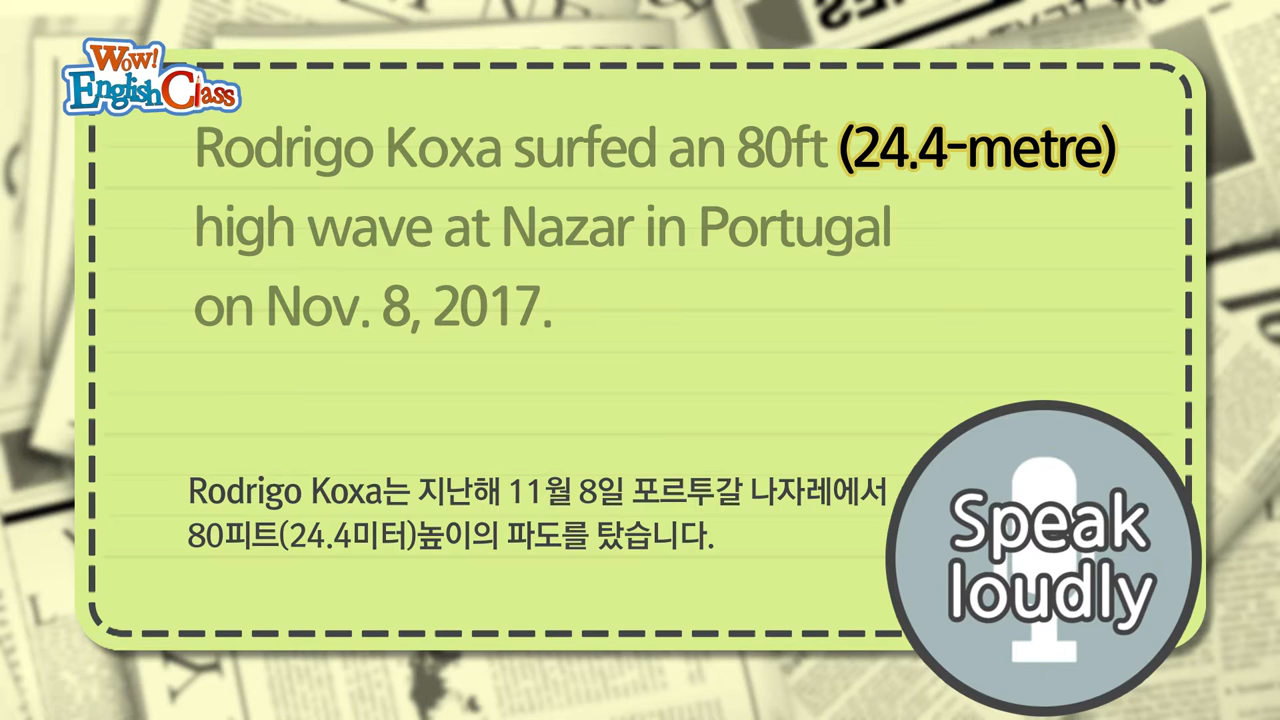 Wow!
English Class
Rodrigo Koxa surfed an 80ft (24.4-metre)
high wave at Nazar in Portugal
on Nov. 8, 2017.
Rodrigo Koxa는 지난해 11월 8일 포르투갈 나자레에서
80피트(24.4미터)높이의 파도를 탔습니다.
Speak
loudly